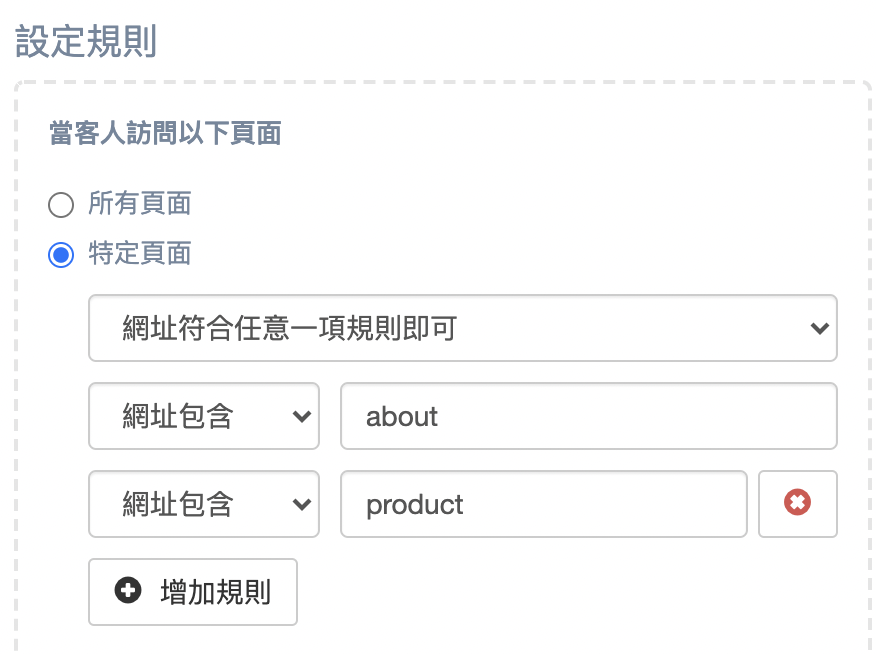 設定規則
當客人訪問以下頁面
所有頁面
特定頁面
網址符合任意一項規則即可
網址包含 about
網址包含 product
增加規則